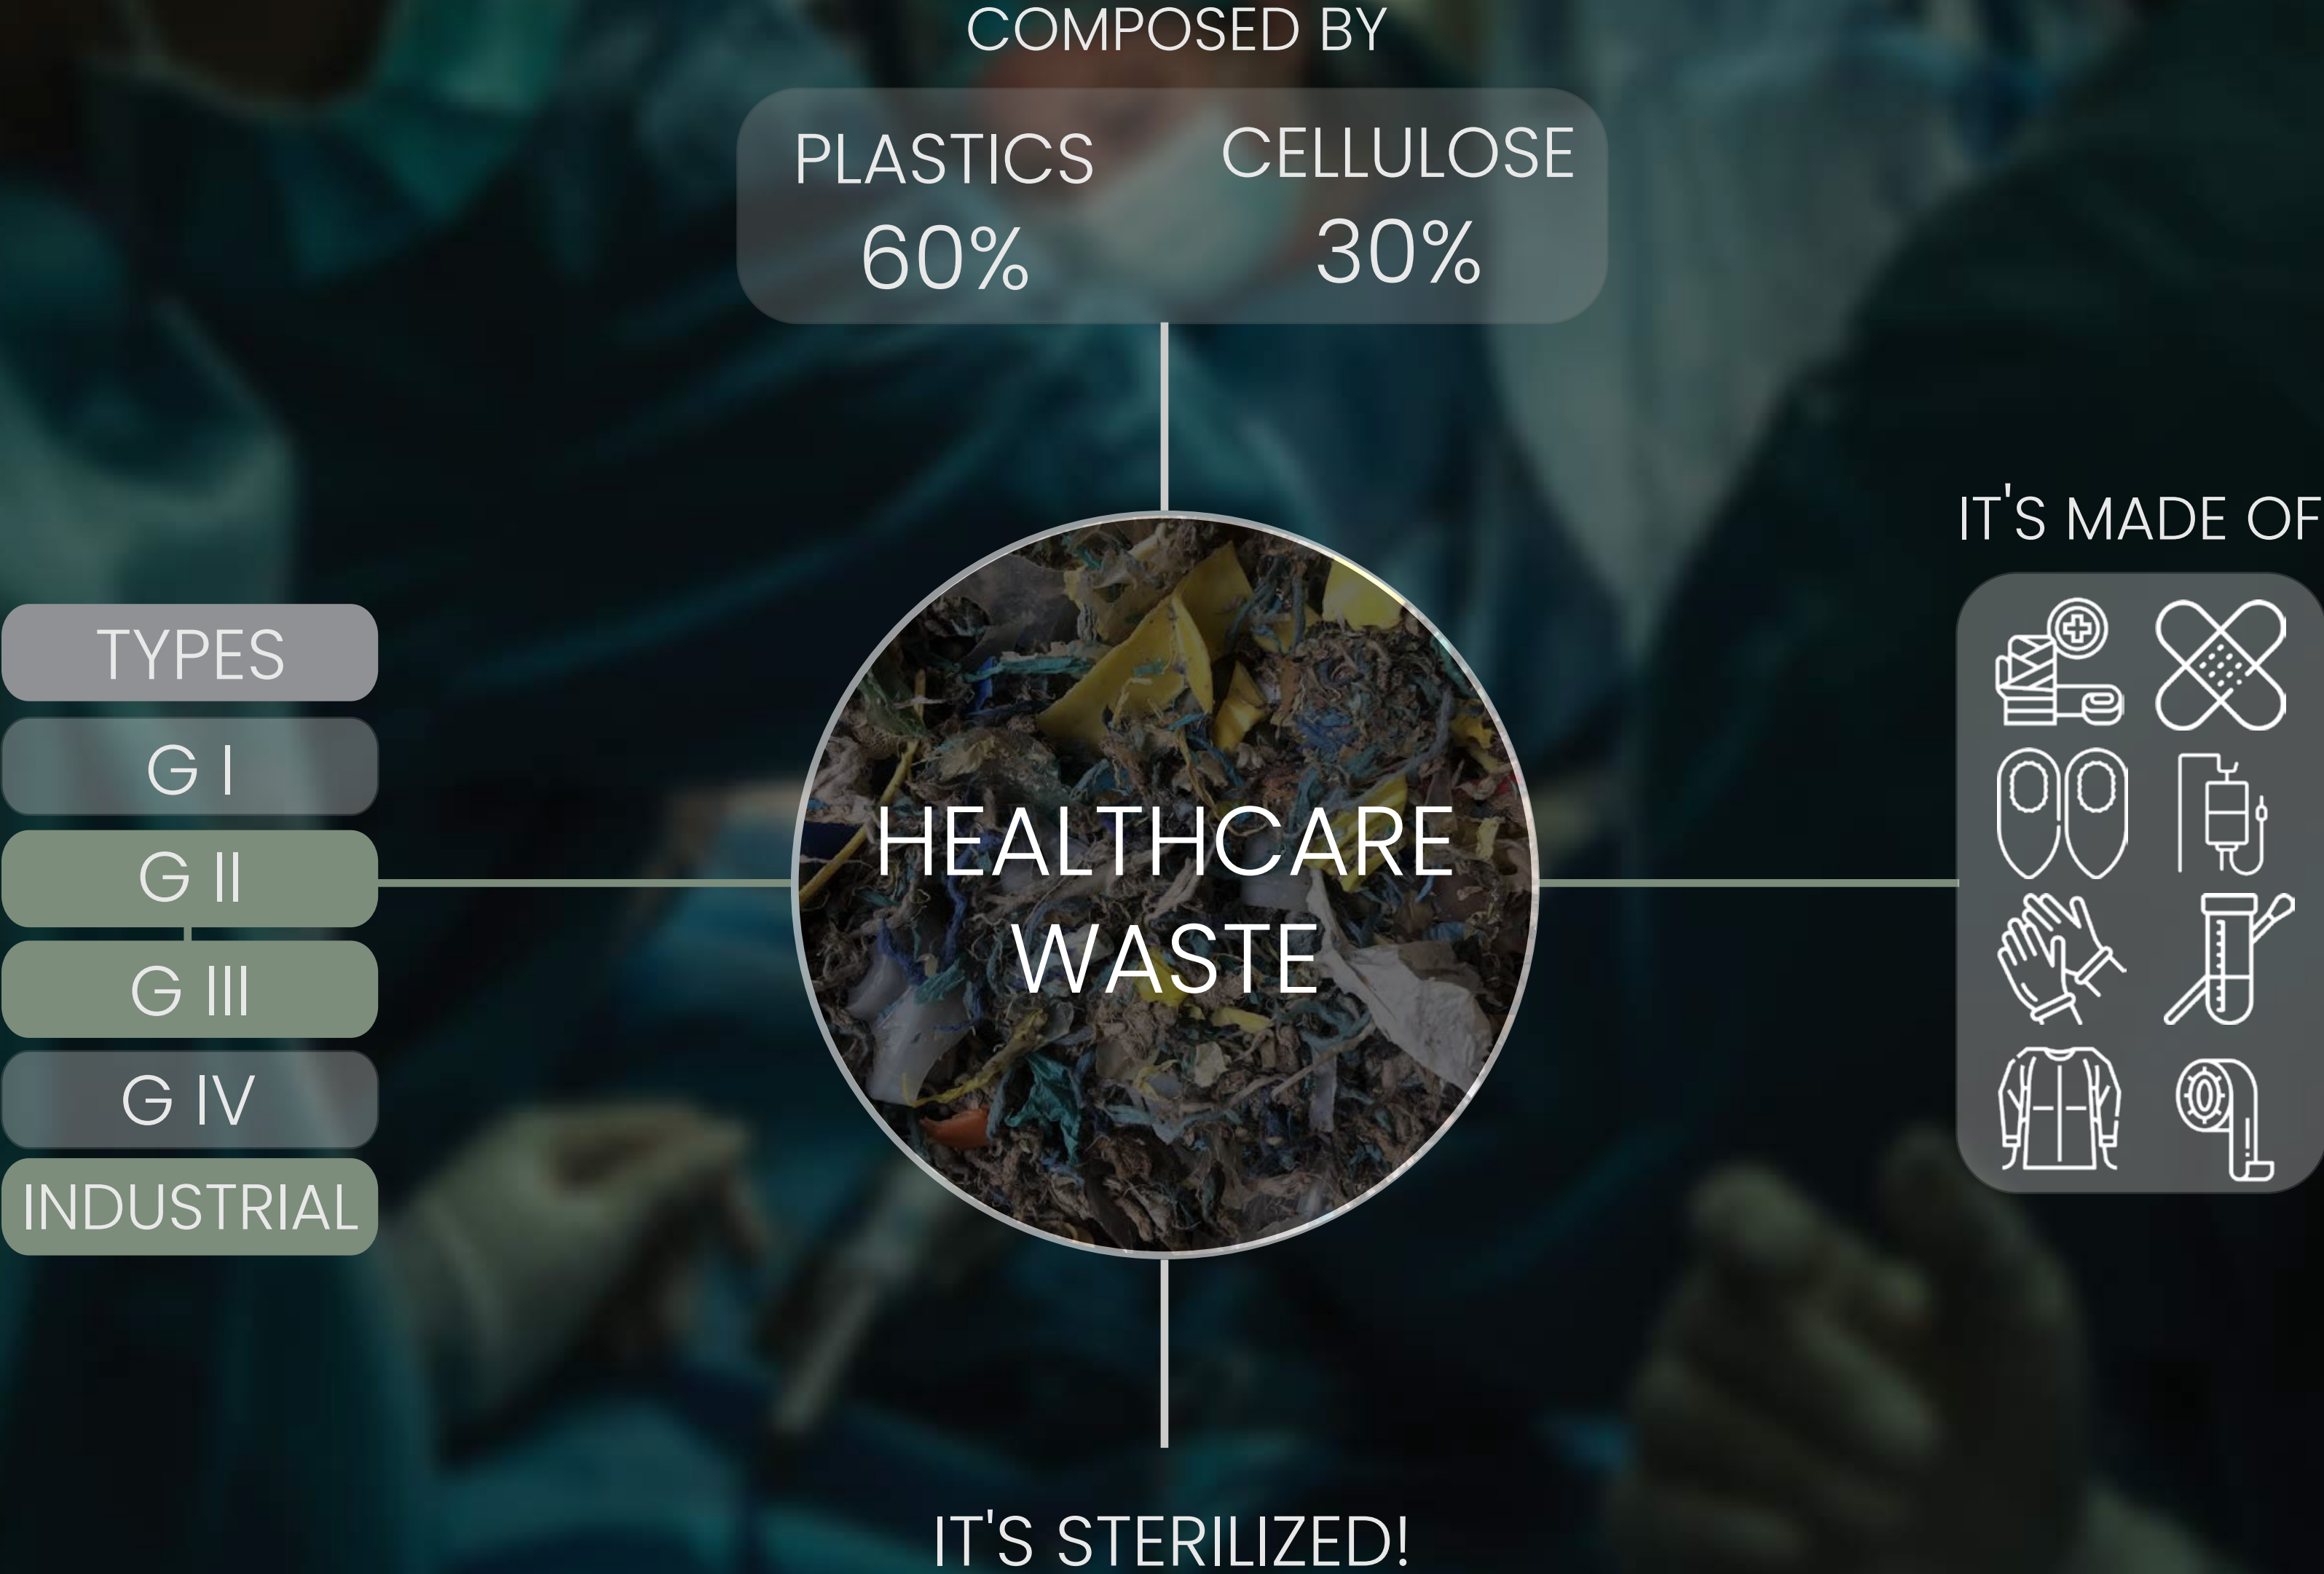 COMPOSED BY
PLASTICS
60%
CELLULOSE
30%
TYPES
G I
G II
G III
G IV
INDUSTRIAL
HEALTHCARE
WASTE
IT'S MADE OF
IT'S STERILIZED!